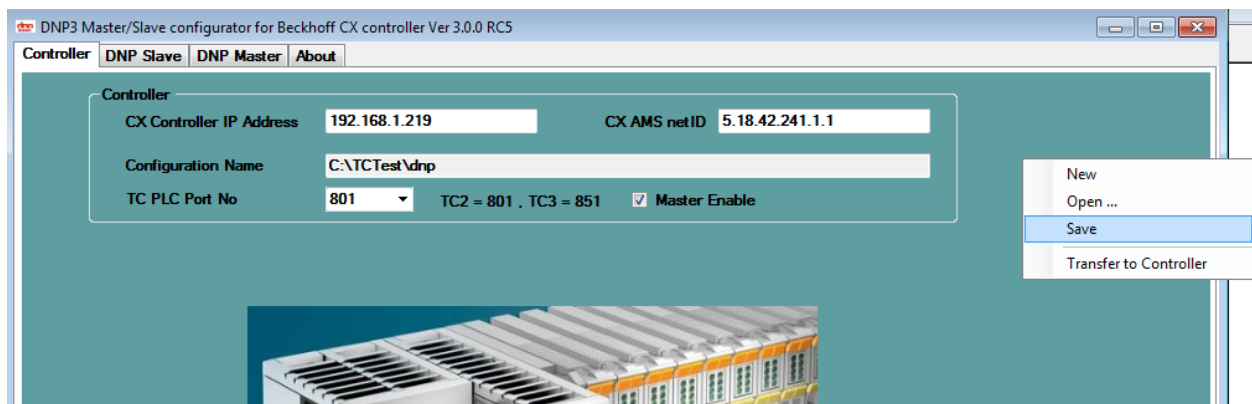 dnp DNP3 Master/Slave configurator for Beckhoff CX controller Ver 3.0.0 RC5
Controller DNP Slave DNP Master About
Controller
CX Controller IP Address 192.168.1.219 CX AMS netID 5.18.42.241.1.1
Configuration Name C:\TCTest\dnp
TC PLC Port No 801 TC2 = 801 , TC3 = 851 Master Enable
New
Open ...
Save
Transfer to Controller